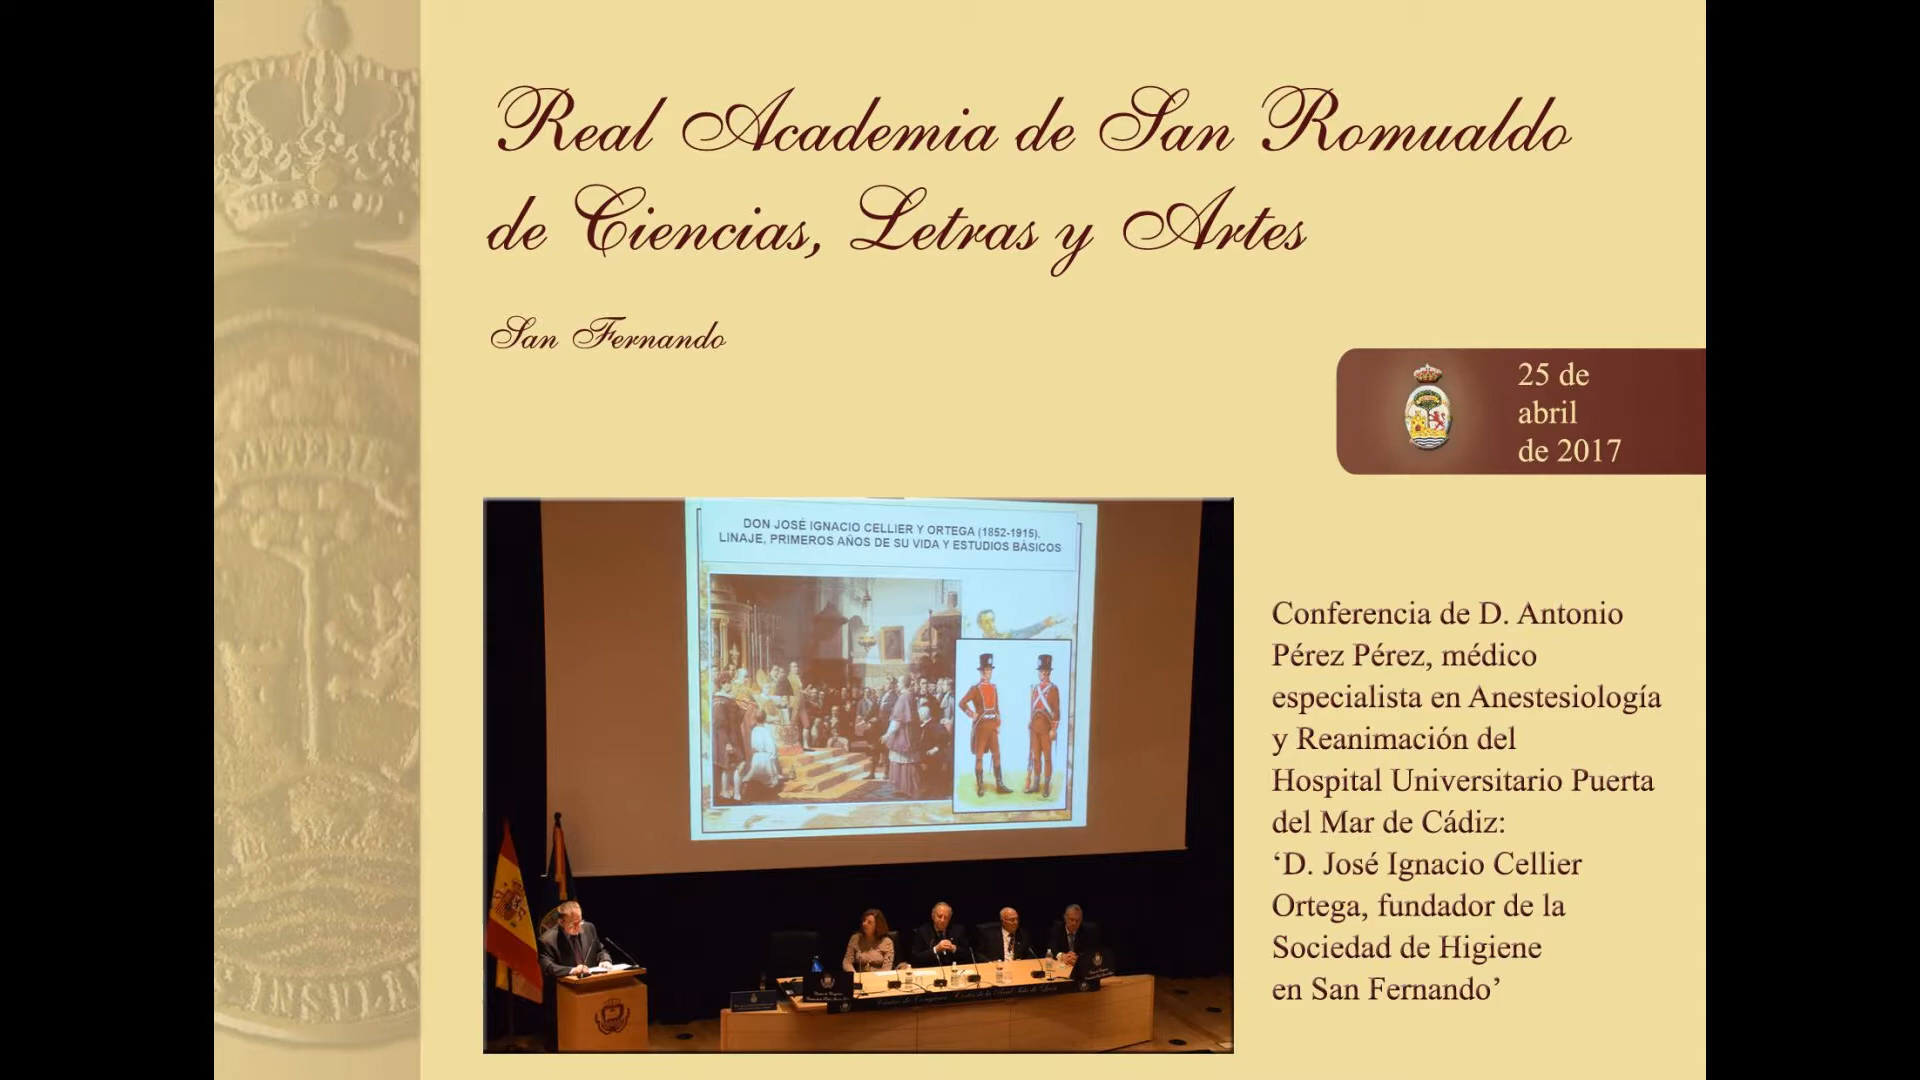 Real Academia de San Romualdo
de Ciencias, Letras y Artes
San Fernando
25 de
abril
de 2017
DON JOSÉ IGNACIO CELLIER Y ORTEGA (1852-1915).
LINAJE, PRIMEROS AÑOS DE SU VIDA Y ESTUDIOS BÁSICOS
Conferencia de D. Antonio
Pérez Pérez, médico
especialista en Anestesiología
y Reanimación del
Hospital Universitario Puerta
del Mar de Cádiz:
‘D. José Ignacio Cellier
Ortega, fundador de la
Sociedad de Higiene
en San Fernando’